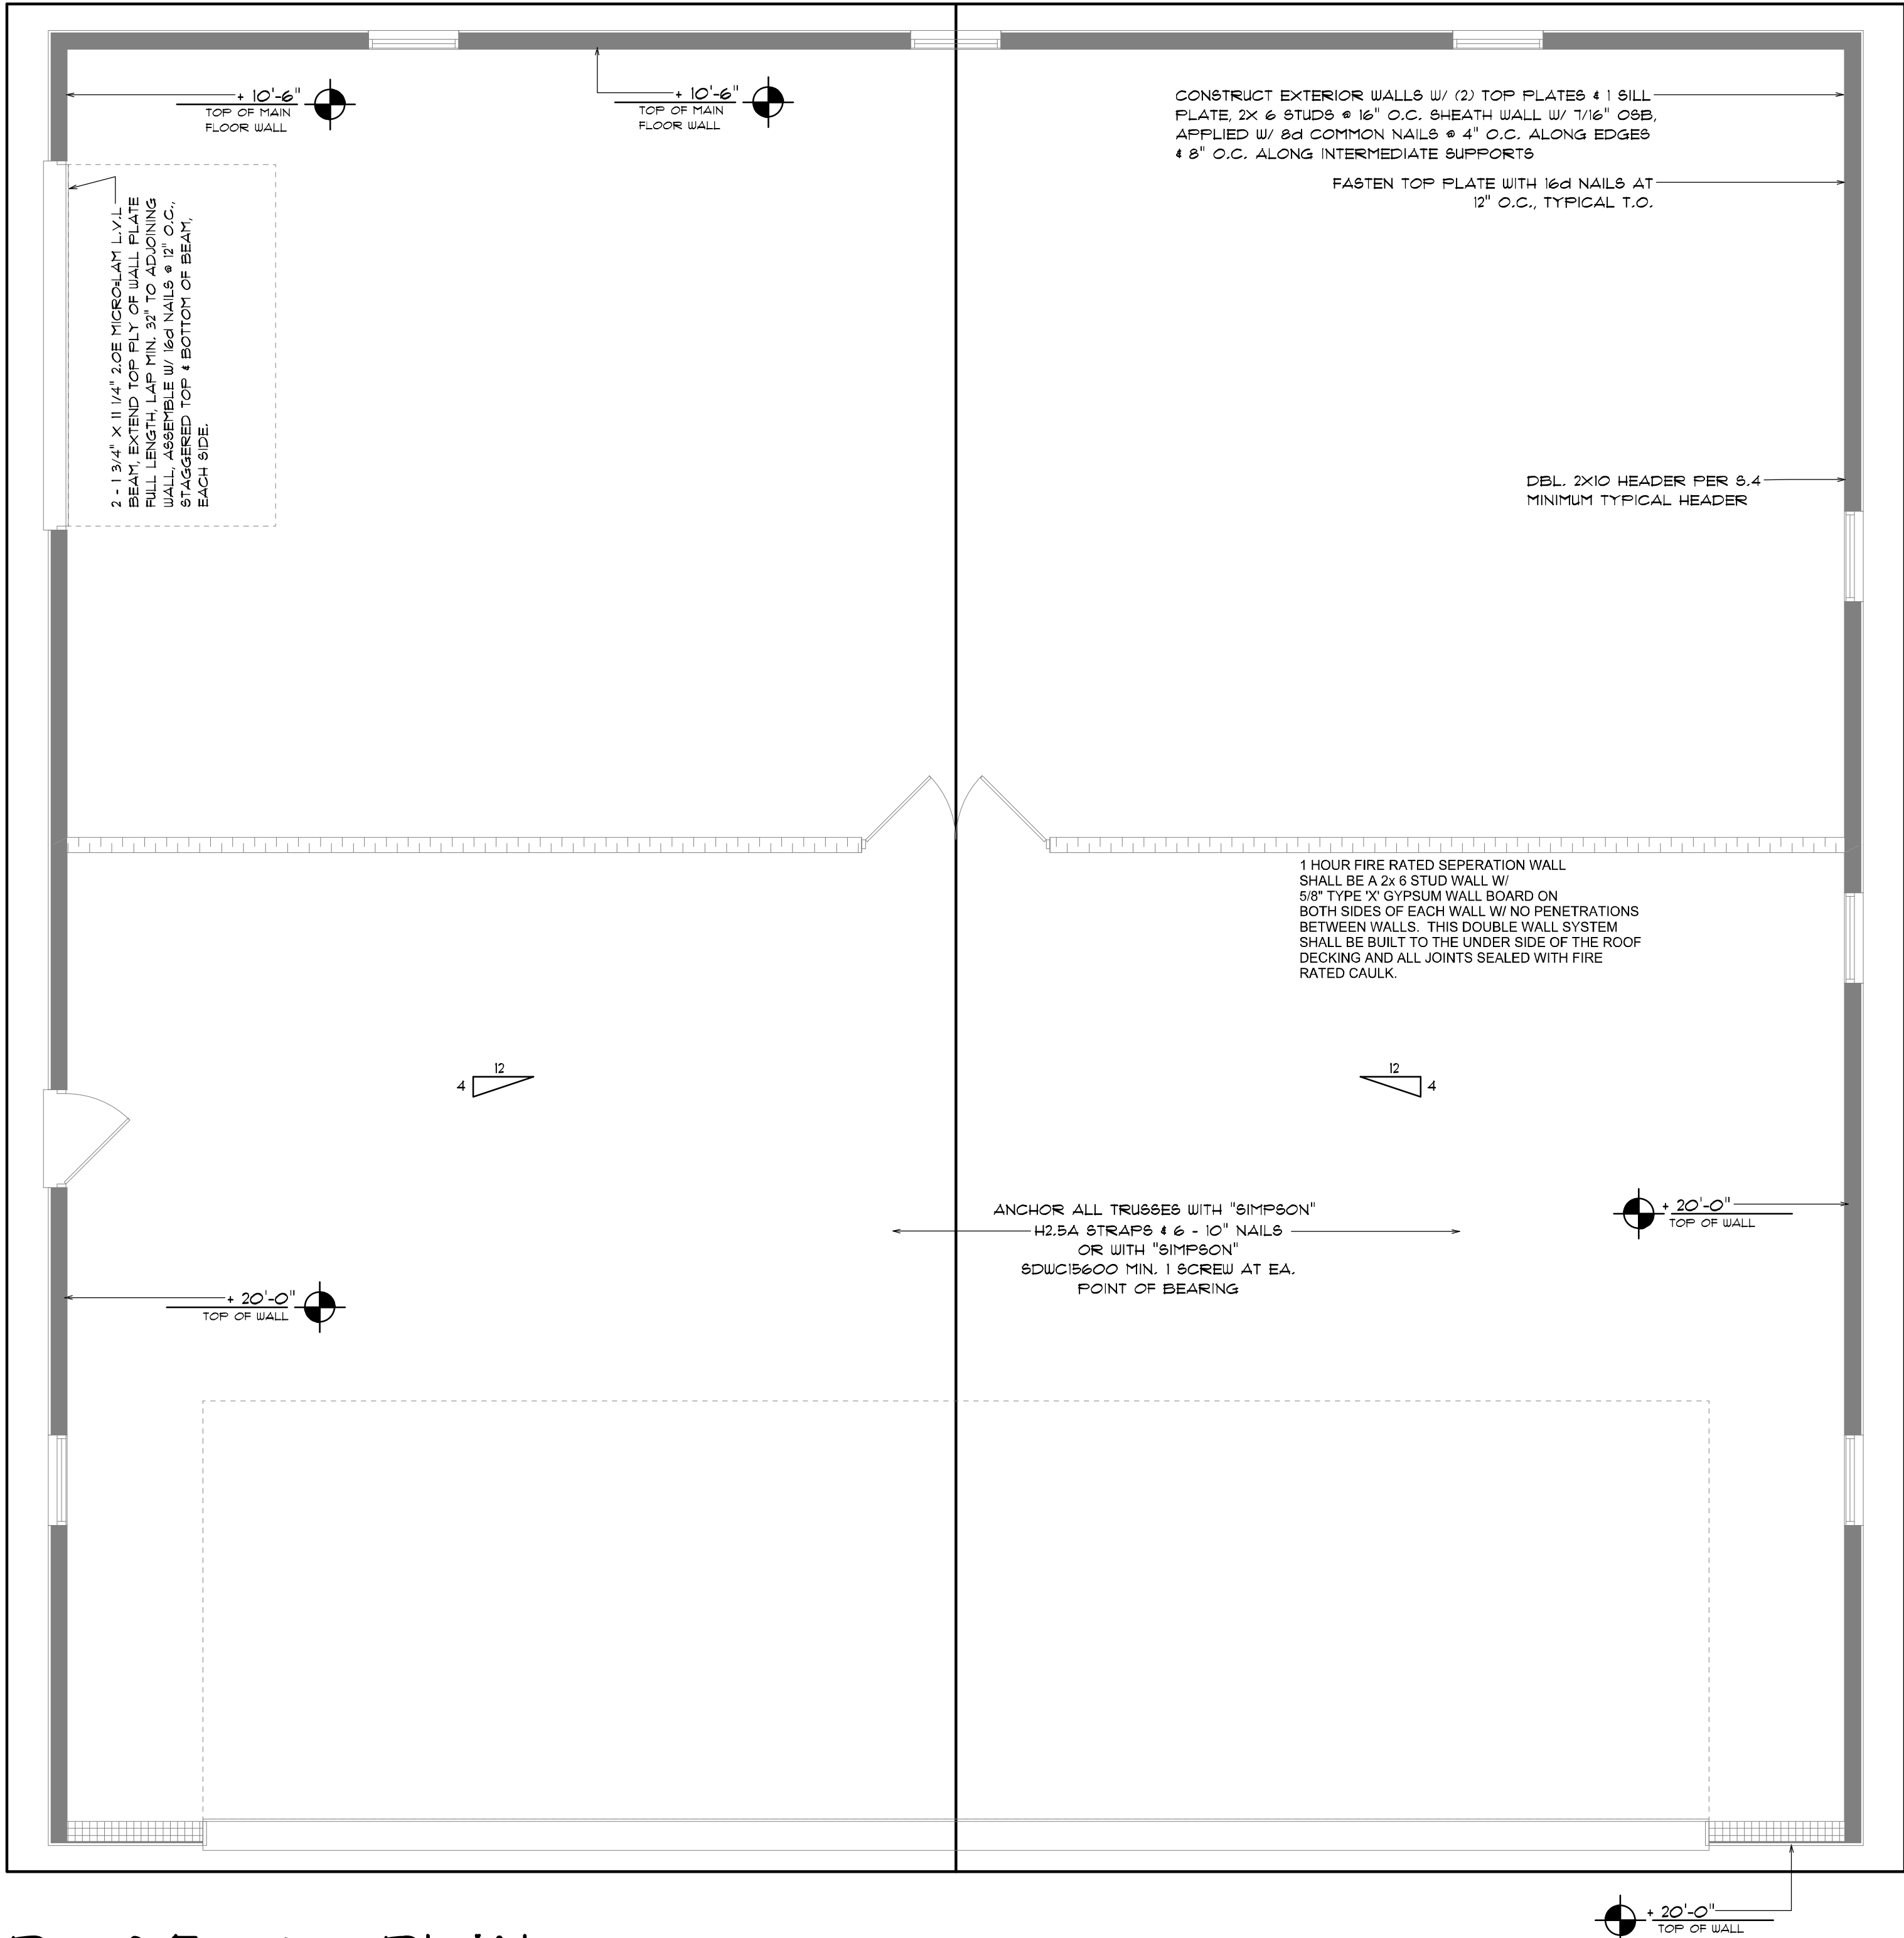 + 10'-6"
TOP OF MAIN
FLOOR WALL
+ 10'-6"
TOP OF MAIN
FLOOR WALL
CONSTRUCT EXTERIOR WALLS W/ (2) TOP PLATES & 1 SILL
PLATE, 2X 6 STUDS @ 16" O.C. SHEATH WALL W/ 7/16" OSB,
APPLIED W/ 8d COMMON NAILS @ 4" O.C. ALONG EDGES
& 8" O.C. ALONG INTERMEDIATE SUPPORTS
FASTEN TOP PLATE WITH 16d NAILS AT
12" O.C., TYPICAL T.O.
2 - 1 3/4" X 11 1/4" 2.0E MICRO=LAM L.V.L
BEAM, EXTEND TOP PLY OF WALL PLATE
FULL LENGTH, LAP MIN. 32" TO ADJOINING
WALL, ASSEMBLE W/ 16d NAILS @ 12" O.C.,
STAGGERED TOP & BOTTOM OF BEAM,
EACH SIDE.
DBL. 2X10 HEADER PER S.4
MINIMUM TYPICAL HEADER
1 HOUR FIRE RATED SEPERATION WALL
SHALL BE A 2x 6 STUD WALL W/
5/8" TYPE 'X' GYPSUM WALL BOARD ON
BOTH SIDES OF EACH WALL W/ NO PENETRATIONS
BETWEEN WALLS. THIS DOUBLE WALL SYSTEM
SHALL BE BUILT TO THE UNDER SIDE OF THE ROOF
DECKING AND ALL JOINTS SEALED WITH FIRE
RATED CAULK.
12
4
12
4
ANCHOR ALL TRUSSES WITH "SIMPSON"
H2.5A STRAPS & 6 - 10" NAILS
OR WITH "SIMPSON"
SDWC15600 MIN. 1 SCREW AT EA.
POINT OF BEARING
+ 20'-0"
TOP OF WALL
+ 20'-0"
TOP OF WALL
+ 20'-0"
TOP OF WALL